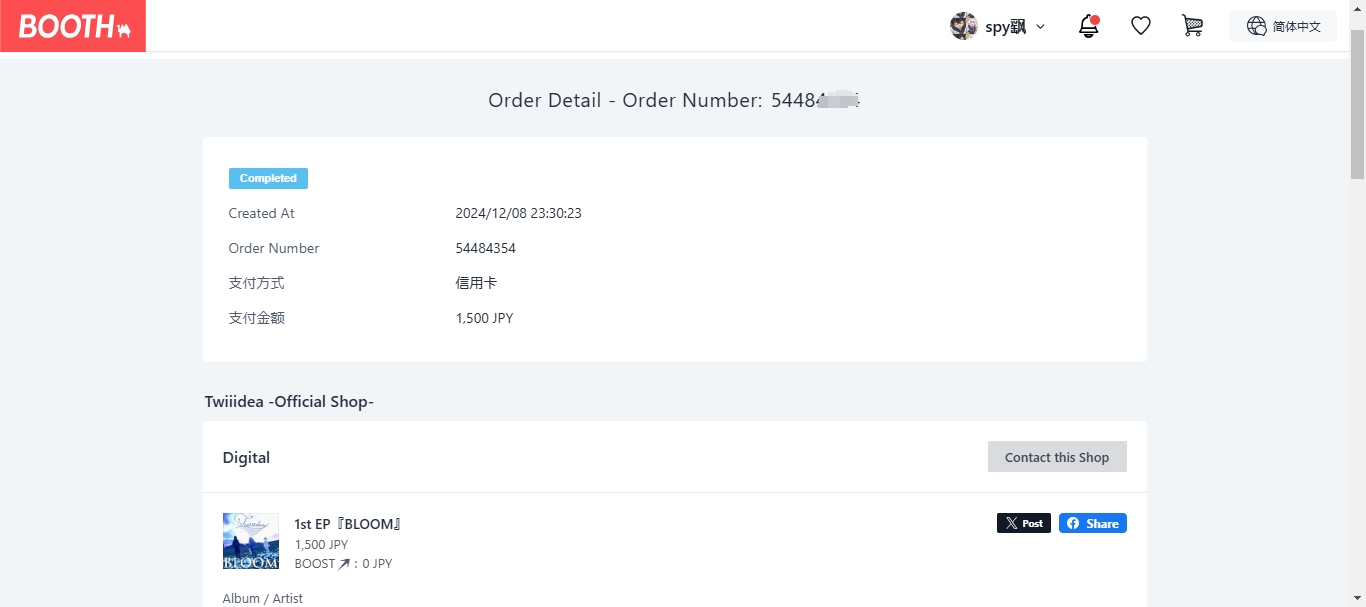 BOOTH
spy飘
简体中文
Order Detail - Order Number: 5448
Completed
Created At 2024/12/08 23:30:23
Order Number 54484354
支付方式 信用卡
支付金额 1,500 JPY
Twiiidea -Official Shop-
Digital
Contact this Shop
1st EP『BLOOM』
Post
Share
1,500 JPY
BOOST : 0 JPY
BLOOM
Album / Artist